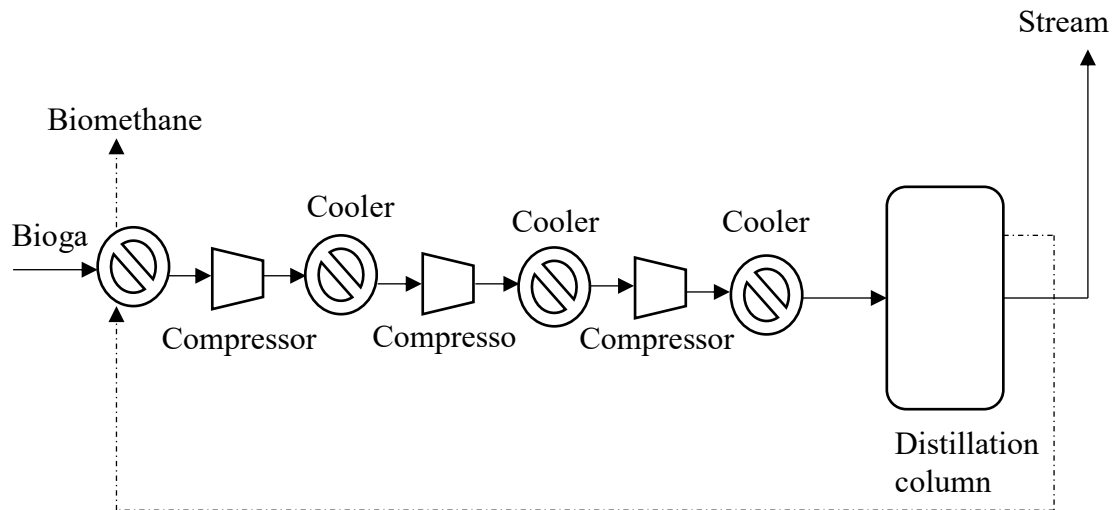 Stream
Biomethane
Bioga
Cooler
Cooler
Cooler
Compressor
Compresso
Compressor
Distillation
column